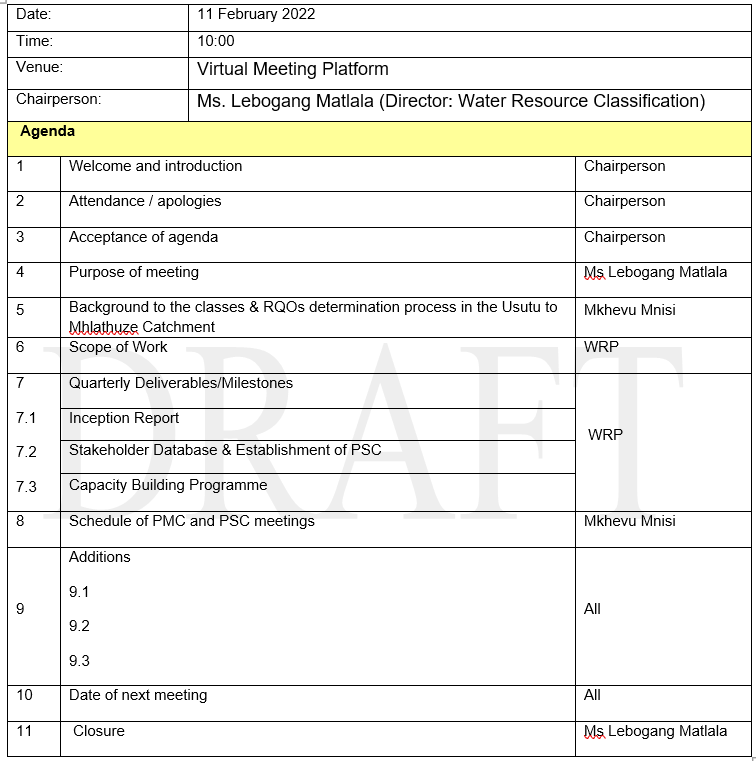 Date: 11 February 2022
Time: 10:00
Venue: Virtual Meeting Platform
Chairperson: Ms. Lebogang Matlala (Director: Water Resource Classification)
Agenda
1 Welcome and introduction Chairperson
2 Attendance / apologies Chairperson
3 Acceptance of agenda Chairperson
4 Purpose of meeting Ms Lebogang Matlala
5 Background to the classes & RQOs determination process in the Usutu to Mkhevu Mnisi
Mhlathuze Catchment
6 Scope of Work WRP
7 Quarterly Deliverables/Milestones
7.1 Inception Report
WRP
7.2 Stakeholder Database & Establishment of PSC
7.3 Capacity Building Programme
8 Schedule of PMC and PSC meetings Mkhevu Mnisi
Additions
9.1
9 All
9.2
9.3
10 Date of next meeting All
11 Closure Ms Lebogang Matlala
DRAFT